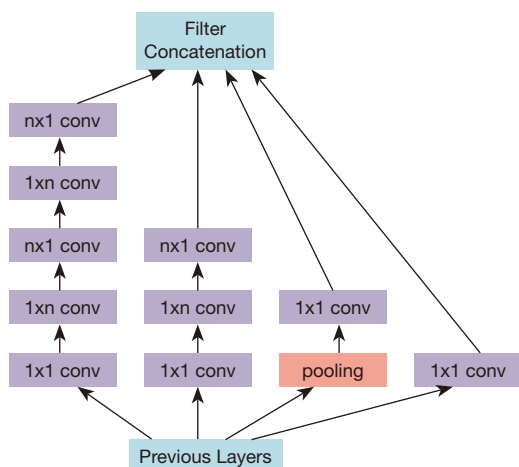 Filter
Concatenation
nx1 conv
1xn conv
nx1 conv
nx1 conv
1xn conv
1xn conv
1x1 conv
1x1 conv
1x1 conv
pooling
1x1 conv
Previous Layers